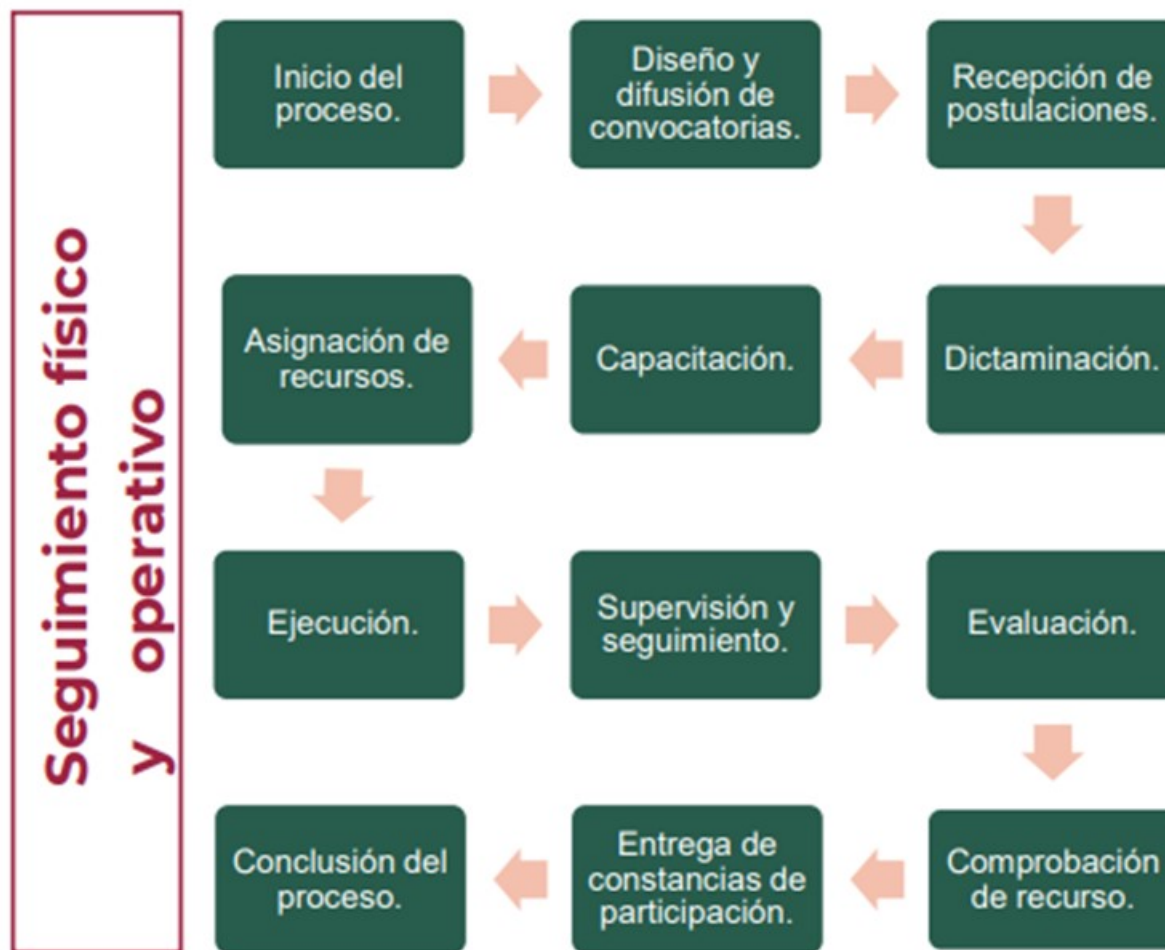 Seguimiento físico
y operativo
Inicio del
proceso.
Diseño y
difusión de
convocatorias.
Recepción de
postulaciones.
Dictaminación.
Capacitación.
Asignación de
recursos.
Ejecución.
Supervisión y
seguimiento.
Evaluación.
Comprobación
de recurso.
Entrega de
constancias de
participación.
Conclusión del
proceso.